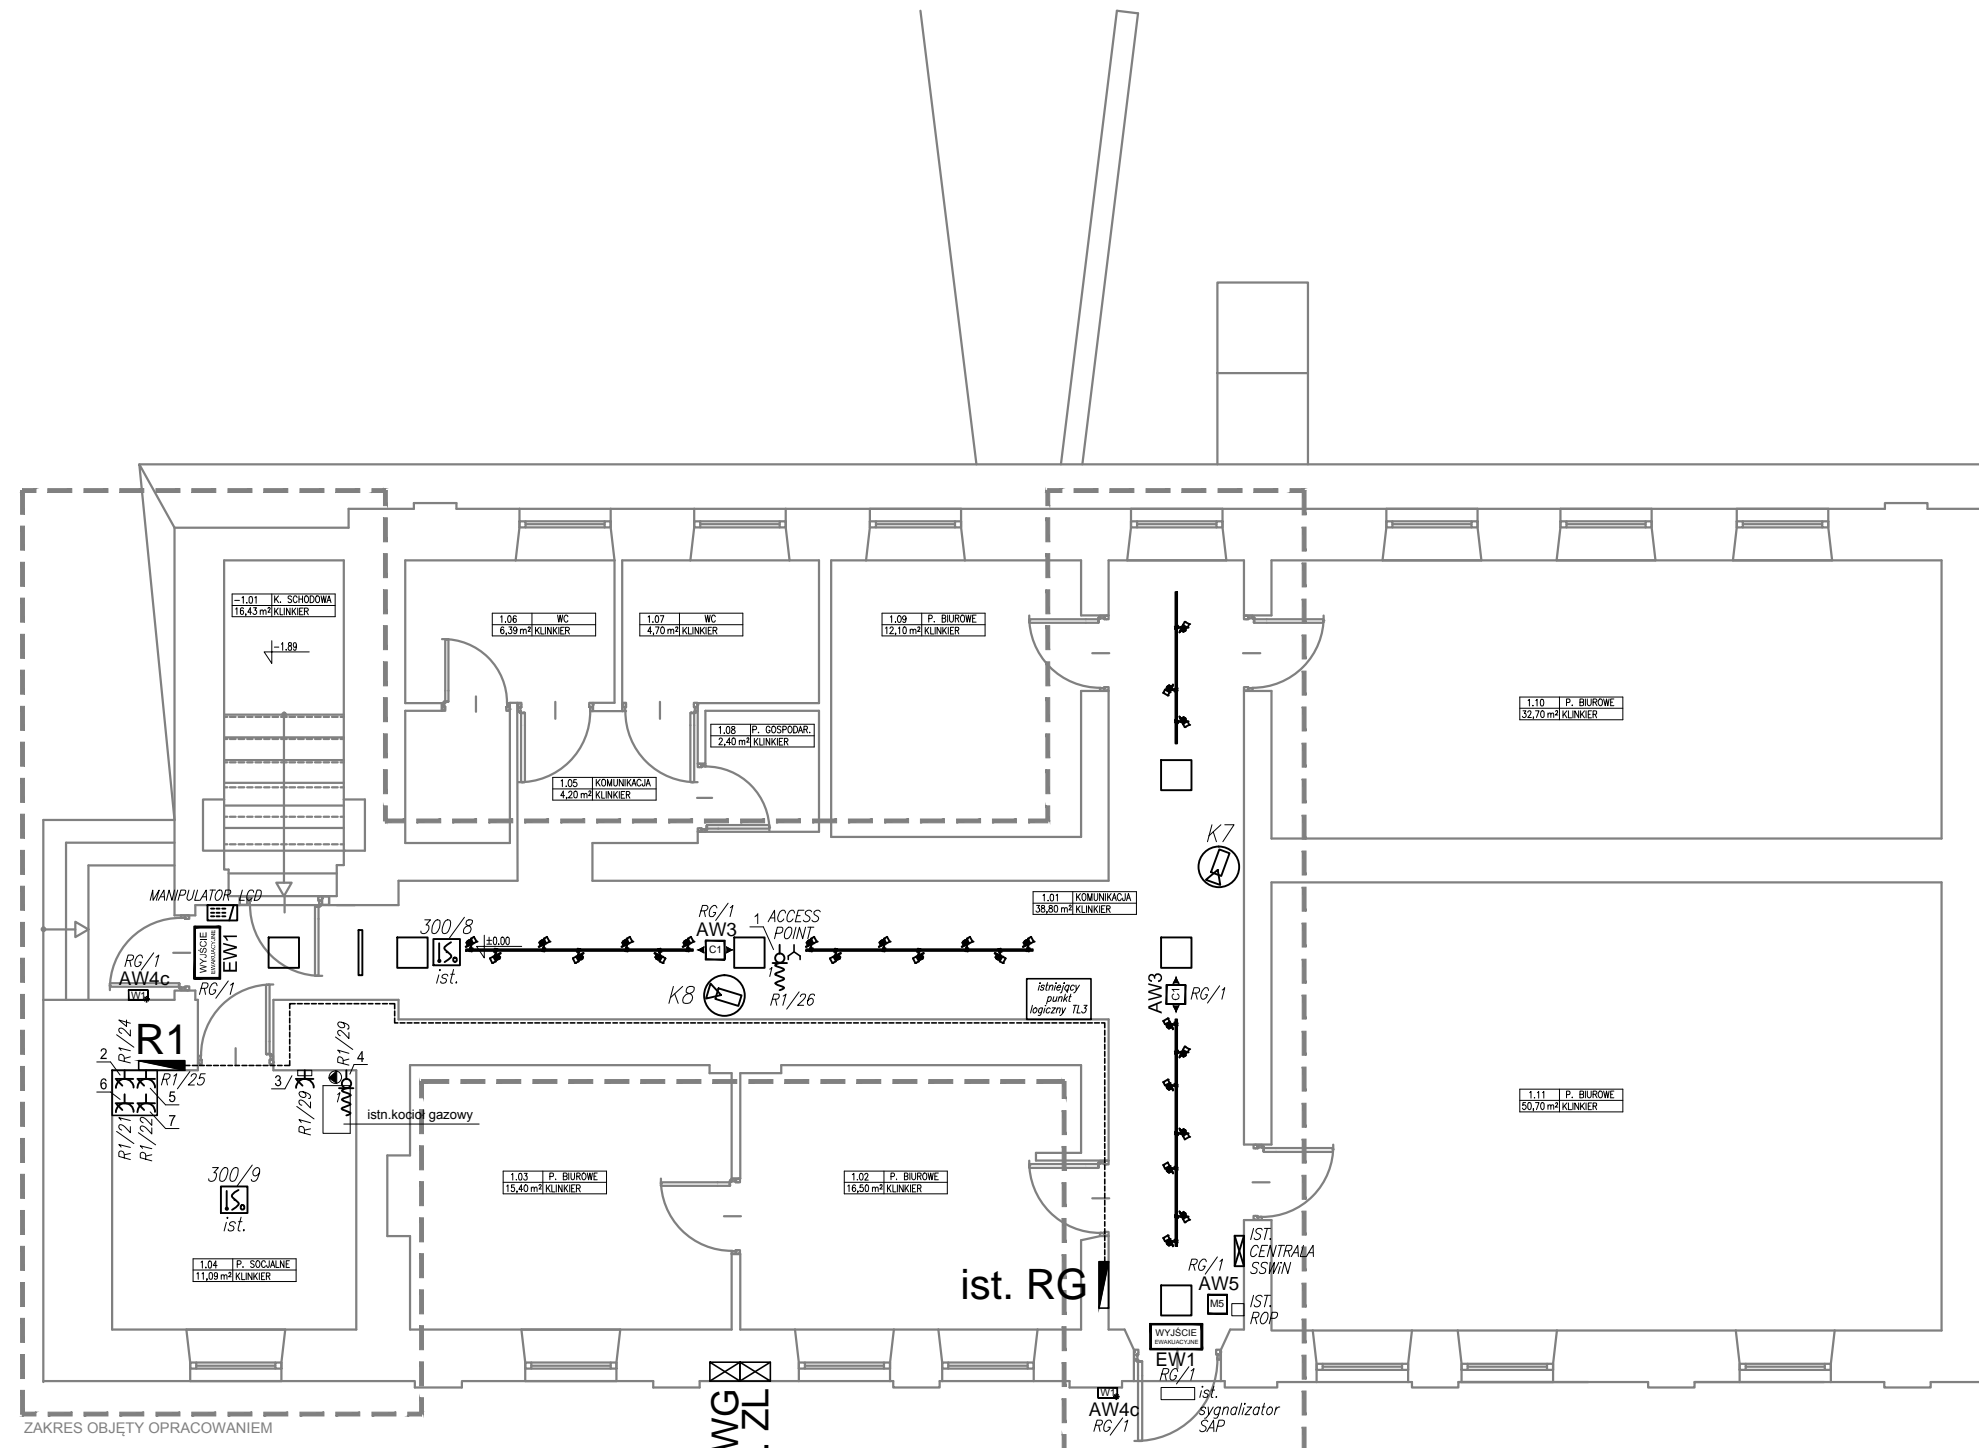 -1.01 K. SCHODOWA
16,43 m² KLINKIER
-1.89
1.06 WC
6,39 m² KLINKIER
1.07 WC
4,70 m² KLINKIER
1.09 P. BIUROWE
12,10 m² KLINKIER
1.10 P. BIUROWE
32,70 m² KLINKIER
1.08 P. GOSPODAR.
2,40 m² KLINKIER
1.05 KOMUNIKACJA
4,20 m² KLINKIER
K7
MANIPULATOR LCD
1.01 KOMUNIKACJA
38,80 m² KLINKIER
WYJŚCIE
EWAKUACYJNE
EW1
RG/1
RG/1
AW4c
W1
300/8
ist.
±0.00
RG/1
AW3
C1
1 ACCESS
POINT
1
R1/26
K8
istniejący
punkt
logiczny TL3
AW3
C1
RG/1
R1
R1/24
R1/25
2
6
5
7
R1/21
R1/22
3
R1/29
R1/29
4
1
istn.kocioł gazowy
1.11 P. BIUROWE
50,70 m² KLINKIER
300/9
ist.
1.03 P. BIUROWE
15,40 m² KLINKIER
1.02 P. BIUROWE
16,50 m² KLINKIER
1.04 P. SOCJALNE
11,09 m² KLINKIER
ist. RG
IST.
CENTRALA
SSWiN
RG/1
AW5
M5
IST.
ROP
WYJŚCIE
EWAKUACYJNE
EW1
RG/1
ist.
sygnalizator
SAP
W1
AW4c
RG/1
WG
. ZL
ZAKRES OBJĘTY OPRACOWANIEM